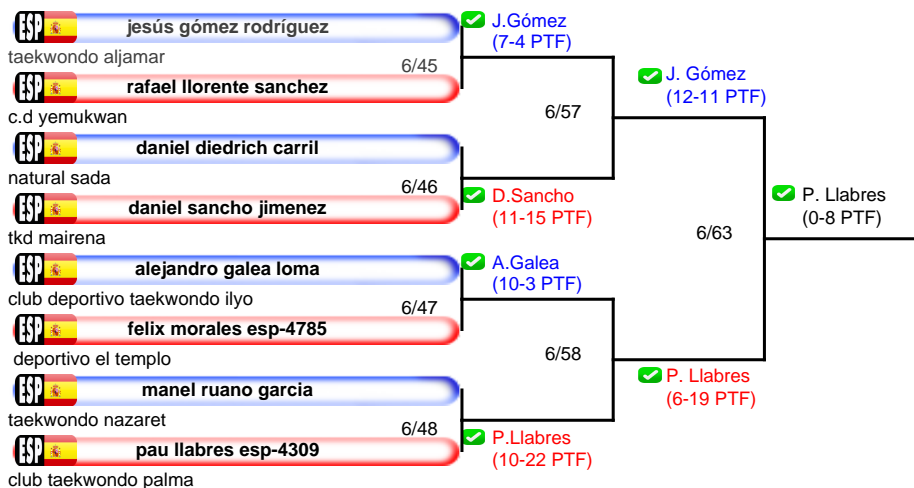 ESP jesús gómez rodríguez
taekwondo aljamar
6/45
ESP rafael llorente sanchez
c.d yemukwan
J.Gómez
(7-4 PTF)
ESP daniel diedrich carril
natural sada
6/46
ESP daniel sancho jimenez
tkd mairena
D.Sancho
(11-15 PTF)
6/57
J. Gómez
(12-11 PTF)
ESP alejandro galea loma
club deportivo taekwondo ilyo
6/47
ESP felix morales esp-4785
deportivo el templo
A.Galea
(10-3 PTF)
ESP manel ruano garcia
taekwondo nazaret
6/48
ESP pau llabres esp-4309
club taekwondo palma
P.Llabres
(10-22 PTF)
6/58
P. Llabres
(6-19 PTF)
6/63
P. Llabres
(0-8 PTF)